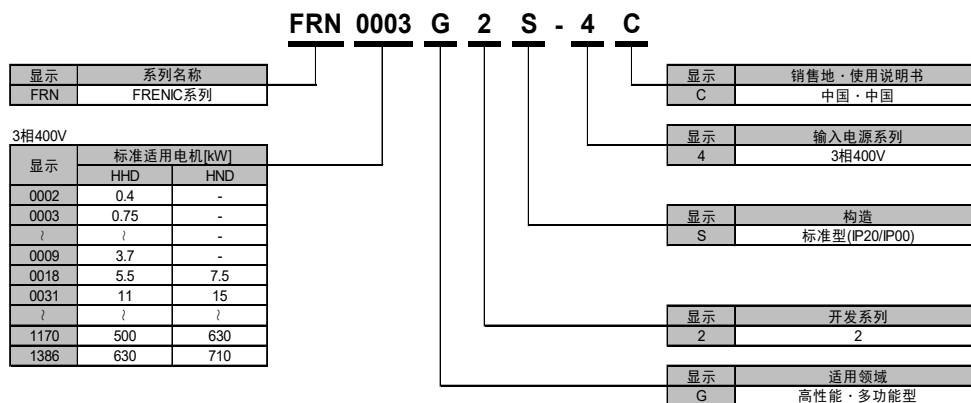 FRN 0003 G 2 S - 4 C
显示 系列名称
FRN FRENIC系列
3相400V
显示 标准适用电机[kW]
HHD HND
0002 0.4 -
0003 0.75 -
~ ~ -
0009 3.7 -
0018 5.5 7.5
0031 11 15
~ ~ ~
1170 500 630
1386 630 710
显示 销售地・使用说明书
C 中国・中国
显示 输入电源系列
4 3相400V
显示 构造
S 标准型(IP20/IP00)
显示 开发系列
2 2
显示 适用领域
G 高性能・多功能型